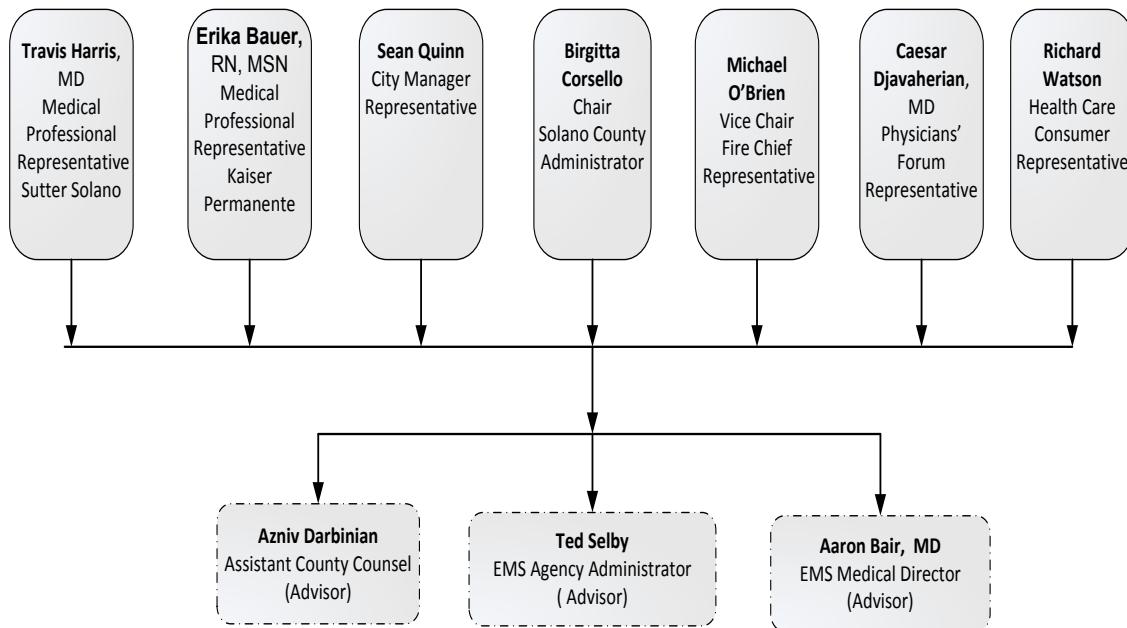 Travis Harris,
MD
Medical
Professional
Representative
Sutter Solano
Erika Bauer,
RN, MSN
Medical
Professional
Representative
Kaiser
Permanente
Sean Quinn
City Manager
Representative
Birgitta
Corsello
Chair
Solano County
Administrator
Michael
O’Brien
Vice Chair
Fire Chief
Representative
Caesar
Djavaherian,
MD
Physicians’
Forum
Representative
Richard
Watson
Health Care
Consumer
Representative
Azniv Darbinian
Assistant County Counsel
(Advisor)
Ted Selby
EMS Agency Administrator
( Advisor)
Aaron Bair,  MD
EMS Medical Director
(Advisor)